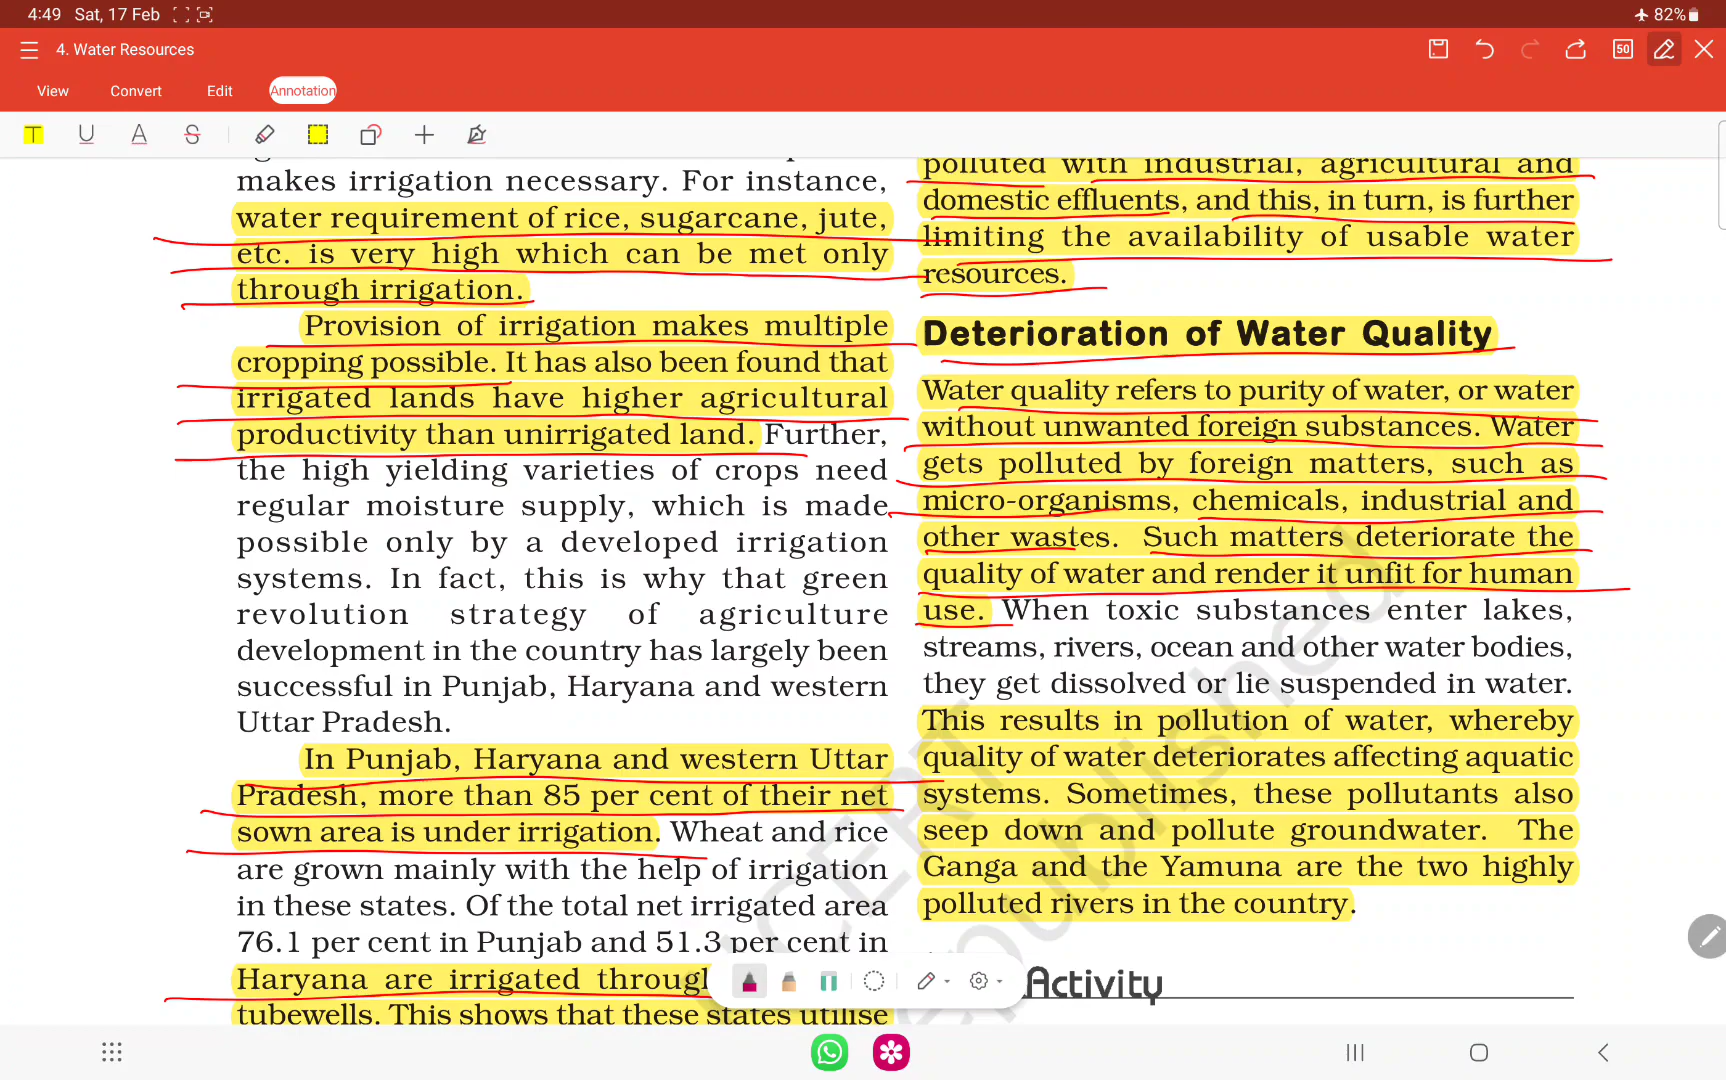 4:49 Sat, 17 Feb
82%
4. Water Resources
50
View Convert Edit Annotation
T U A S
makes irrigation necessary. For instance,
water requirement of rice, sugarcane, jute,
etc. is very high which can be met only
through irrigation.
Provision of irrigation makes multiple
cropping possible. It has also been found that
irrigated lands have higher agricultural
productivity than unirrigated land. Further,
the high yielding varieties of crops need
regular moisture supply, which is made
possible only by a developed irrigation
systems. In fact, this is why that green
revolution strategy of agriculture
development in the country has largely been
successful in Punjab, Haryana and western
Uttar Pradesh.
In Punjab, Haryana and western Uttar
Pradesh, more than 85 per cent of their net
sown area is under irrigation. Wheat and rice
are grown mainly with the help of irrigation
in these states. Of the total net irrigated area
76.1 per cent in Punjab and 51.3 per cent in
Haryana are irrigated through
tubewells. This shows that these states utilise
polluted with industrial, agricultural and
domestic effluents, and this, in turn, is further
limiting the availability of usable water
resources.
Deterioration of Water Quality
Water quality refers to purity of water, or water
without unwanted foreign substances. Water
gets polluted by foreign matters, such as
micro-organisms, chemicals, industrial and
other wastes. Such matters deteriorate the
quality of water and render it unfit for human
use. When toxic substances enter lakes,
streams, rivers, ocean and other water bodies,
they get dissolved or lie suspended in water.
This results in pollution of water, whereby
quality of water deteriorates affecting aquatic
systems. Sometimes, these pollutants also
seep down and pollute groundwater. The
Ganga and the Yamuna are the two highly
polluted rivers in the country.
Activity